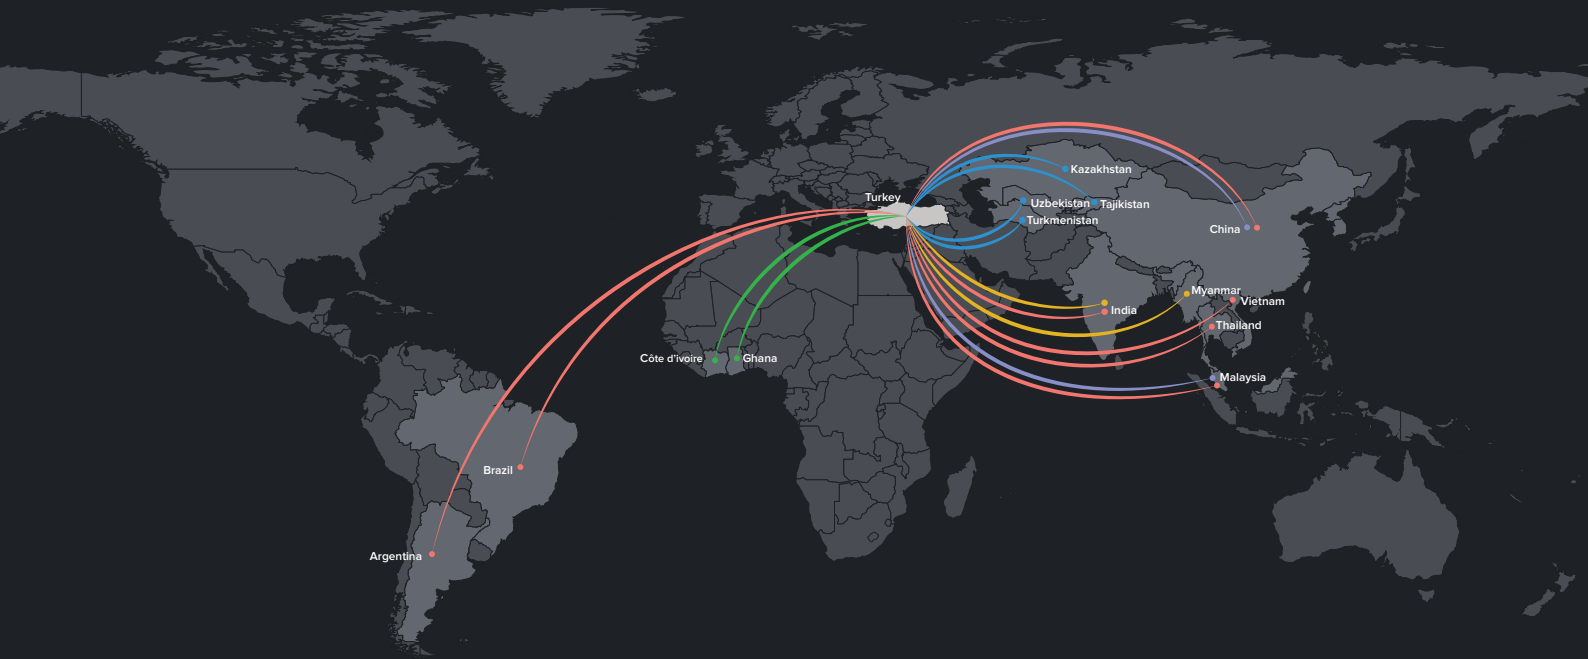 Kazakhstan
Turkey
Uzbekistan
Tajikistan
Turkmenistan
China
Myanmar
Vietnam
India
Thailand
Côte d'ivoire
Ghana
Malaysia
Brazil
Argentina